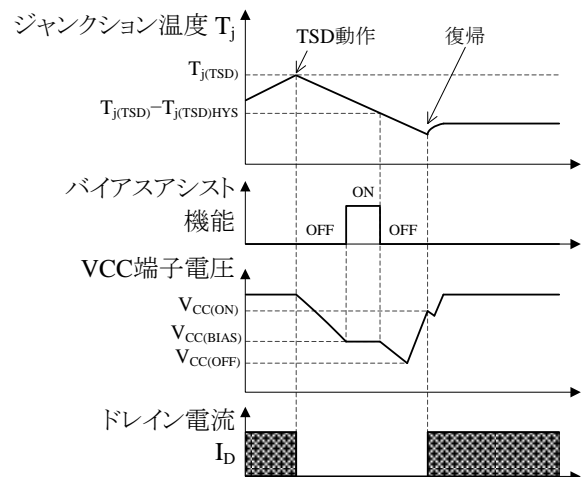 ジャンクション温度 Tj
TSD動作
復帰
Tj(TSD)
Tj(TSD)−Tj(TSD)HYS
バイアスアシスト
機能
ON
OFF
OFF
VCC端子電圧
VCC(ON)
VCC(BIAS)
VCC(OFF)
ドレイン電流
ID